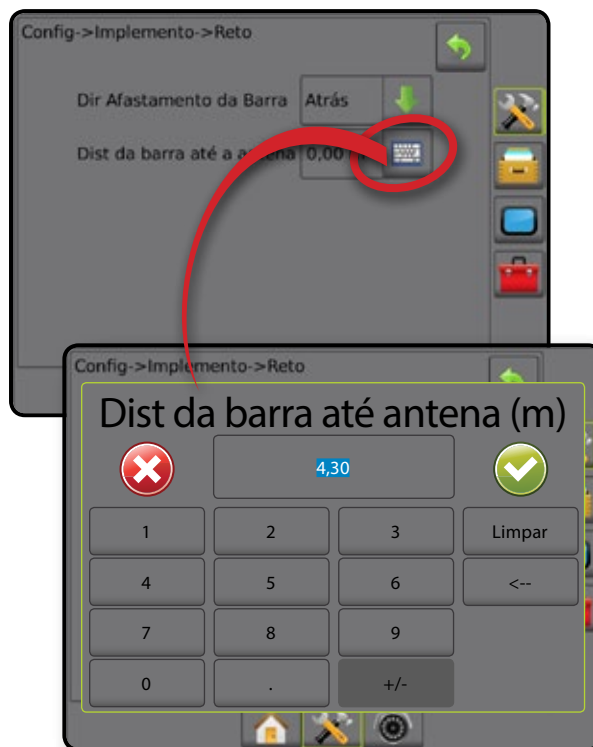 Config->Implemento->Reto
Dir Afastamento da Barra Atrás
Dist da barra até a antena 0,00 m
Config->Implemento->Reto
Dist da barra até antena (m)
4,30
1 2 3 Limpar
4 5 6 <--
7 8 9
0 . +/-